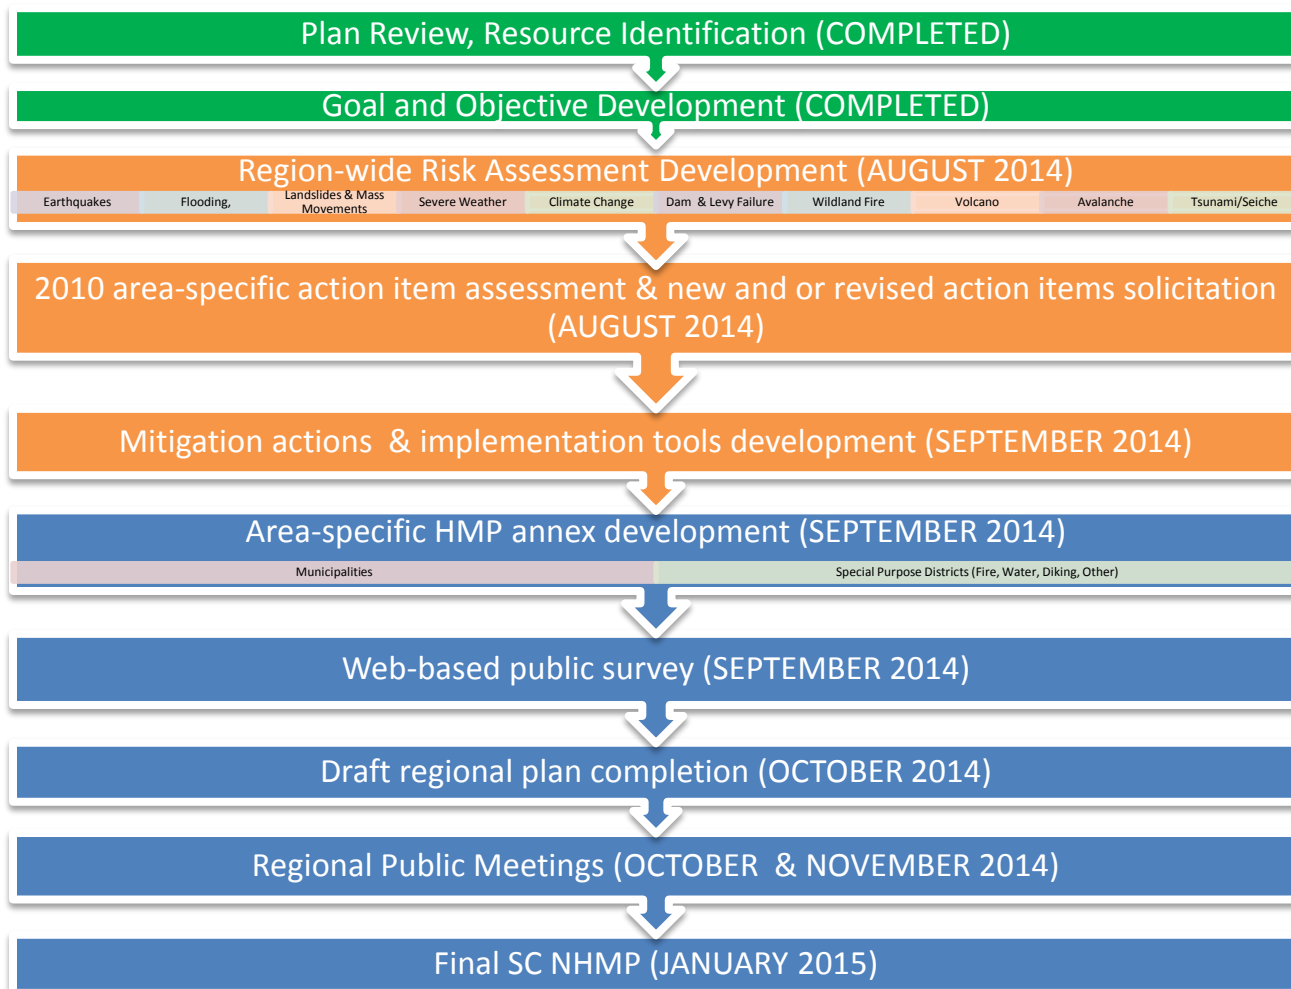 Plan Review, Resource Identification (COMPLETED)
Goal and Objective Development (COMPLETED)
Region-wide Risk Assessment Development (AUGUST 2014)
Earthquakes
Flooding,
Landslides & Mass
Movements
Severe Weather
Climate Change
Dam & Levy Failure
Wildland Fire
Volcano
Avalanche
Tsunami/Seiche
2010 area-specific action item assessment & new and or revised action items solicitation
(AUGUST 2014)
Mitigation actions & implementation tools development (SEPTEMBER 2014)
Area-specific HMP annex development (SEPTEMBER 2014)
Municipalities
Special Purpose Districts (Fire, Water, Diking, Other)
Web-based public survey (SEPTEMBER 2014)
Draft regional plan completion (OCTOBER 2014)
Regional Public Meetings (OCTOBER & NOVEMBER 2014)
Final SC NHMP (JANUARY 2015)